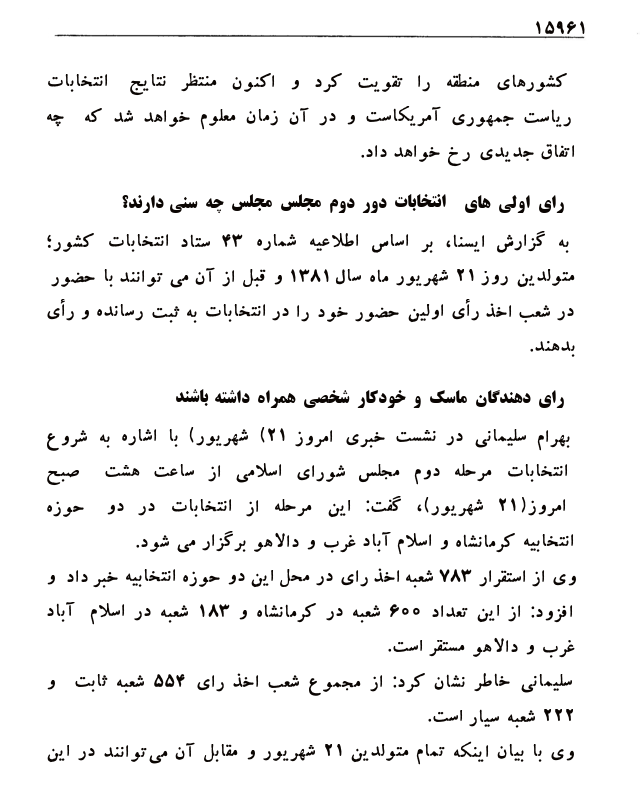 ۱۵۹۶۱
کشورهای منطقه را تقویت کرد و اکنون منتظر نتایج انتخابات
ریاست جمهوری آمریکاست و در آن زمان معلوم خواهد شد که چه
اتفاق جدیدی رخ خواهد داد.
رای اولی های انتخابات دور دوم مجلس مجلس چه سنی دارند؟
به گزارش ایسنا، بر اساس اطلاعیه شماره ۴۳ ستاد انتخابات کشور؛
متولدین روز ۲۱ شهریور ماه سال ۱۳۸۱ و قبل از آن می توانند با حضور
در شعب اخذ رأی اولین حضور خود را در انتخابات به ثبت رسانده و رأی
بدهند.
رای دهندگان ماسک و خودکار شخصی همراه داشته باشند
بهرام سلیمانی در نشست خبری امروز ۲۱) شهریور) با اشاره به شروع
انتخابات مرحله دوم مجلس شورای اسلامی از ساعت هشت صبح
امروز(۲۱ شهریور)، گفت: این مرحله از انتخابات در دو حوزه
انتخابیه کرمانشاه و اسلام آباد غرب و دالاهو برگزار می شود.
وی از استقرار ۷۸۳ شعبه اخذ رای در محل این دو حوزه انتخابیه خبر داد و
افزود: از این تعداد ۶۰۰ شعبه در کرمانشاه و ۱۸۳ شعبه در اسلام آباد
غرب و دالاهو مستقر است.
سلیمانی خاطر نشان کرد: از مجموع شعب اخذ رای ۵۵۴ شعبه ثابت و
۲۲۲ شعبه سیار است.
وی با بیان اینکه تمام متولدین ۲۱ شهریور و مقابل آن می‌توانند در این